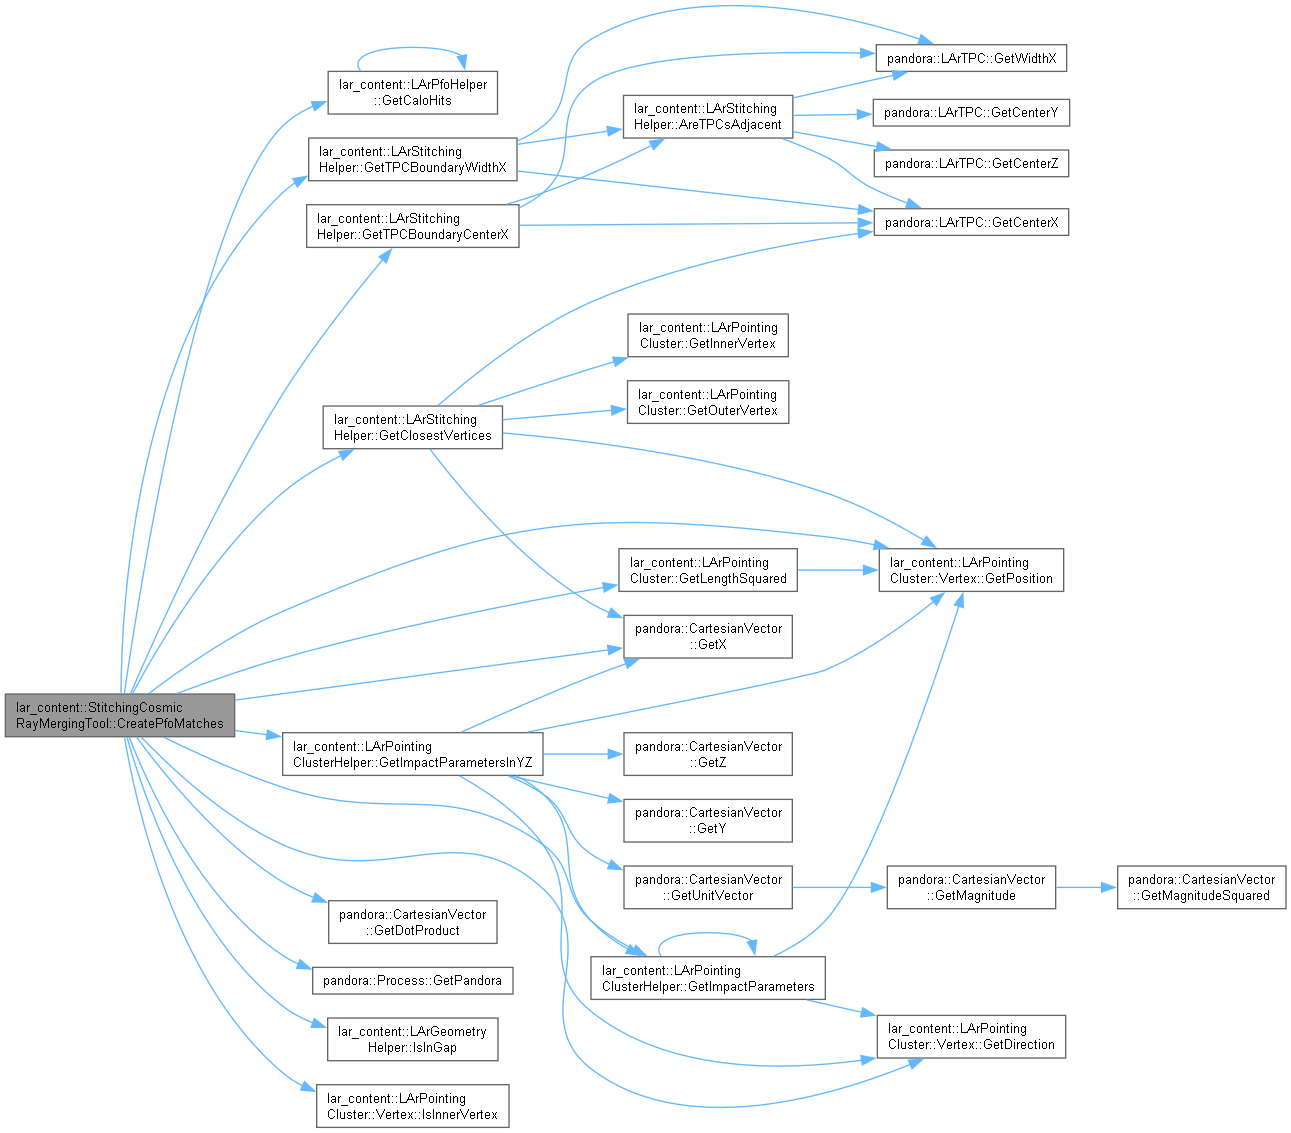 lar_content::StitchingCosmic
RayMergingTool::CreatePfoMatches
lar_content::LArPfoHelper
::GetCaloHits
lar_content::LArStitching
Helper::GetTPCBoundaryWidthX
lar_content::LArStitching
Helper::GetTPCBoundaryCenterX
lar_content::LArStitching
Helper::AreTPCsAdjacent
pandora::LArTPC::GetWidthX
pandora::LArTPC::GetCenterY
pandora::LArTPC::GetCenterZ
pandora::LArTPC::GetCenterX
lar_content::LArStitching
Helper::GetClosestVertices
lar_content::LArPointing
Cluster::GetInnerVertex
lar_content::LArPointing
Cluster::GetOuterVertex
lar_content::LArPointing
Cluster::Vertex::GetPosition
lar_content::LArPointing
Cluster::GetLengthSquared
pandora::CartesianVector
::GetX
lar_content::LArPointing
ClusterHelper::GetImpactParametersInYZ
pandora::CartesianVector
::GetZ
pandora::CartesianVector
::GetY
pandora::CartesianVector
::GetUnitVector
pandora::CartesianVector
::GetMagnitude
pandora::CartesianVector
::GetMagnitudeSquared
lar_content::LArPointing
ClusterHelper::GetImpactParameters
lar_content::LArPointing
Cluster::Vertex::GetDirection
pandora::CartesianVector
::GetDotProduct
pandora::Process::GetPandora
lar_content::LArGeometry
Helper::IsInGap
lar_content::LArPointing
Cluster::Vertex::IsInnerVertex